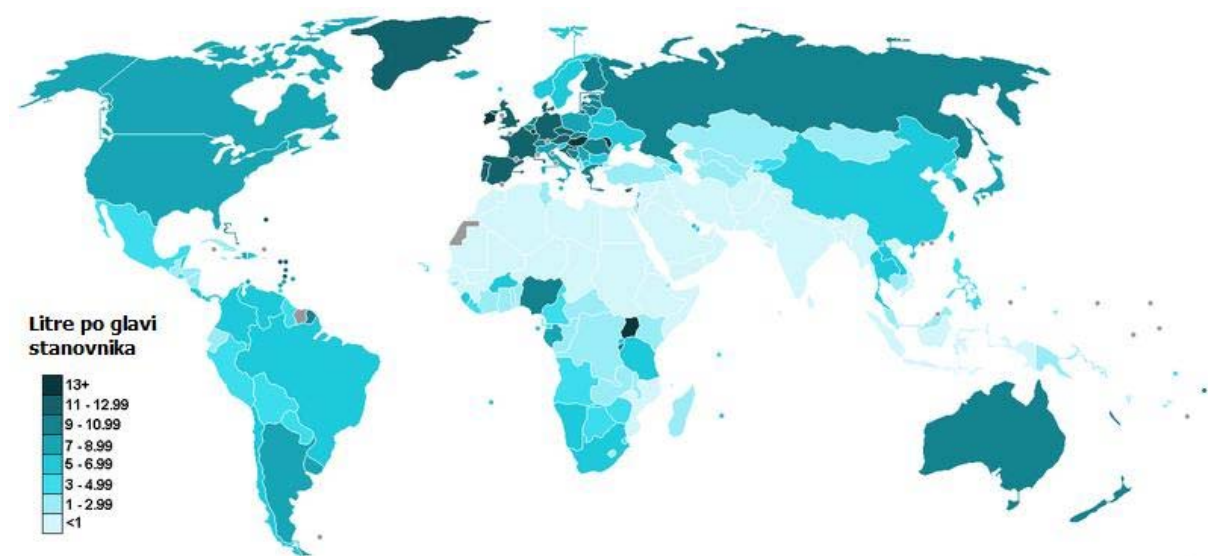 Litre po glavi
stanovnika
13+
11 - 12.99
9 - 10.99
7 - 8.99
5 - 6.99
3 - 4.99
1 - 2.99
<1